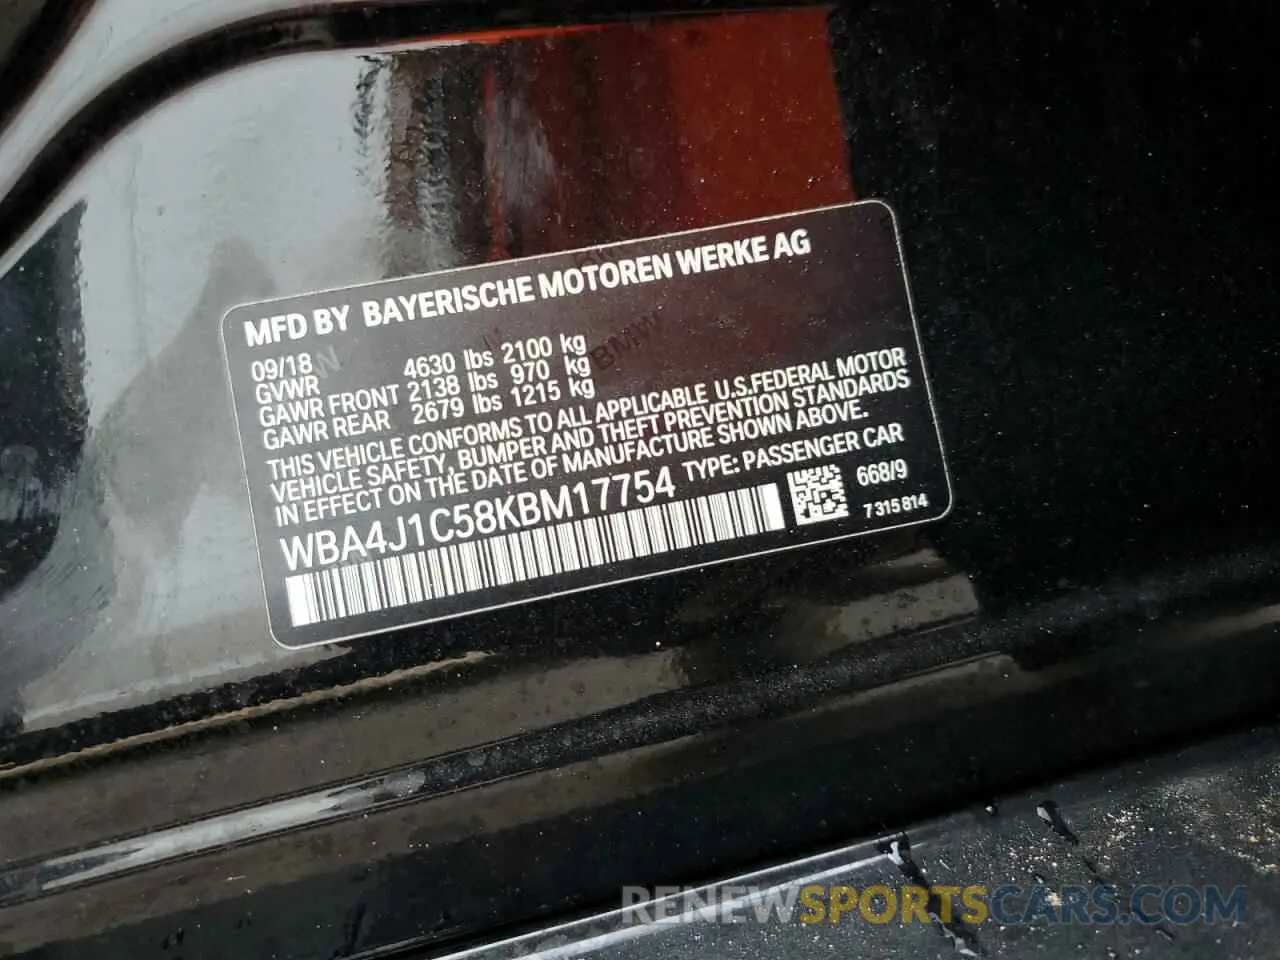 MFD BY BAYERISCHE MOTOREN WERKE AG
09/18
GVWR 4630 lbs 2100 kg
GAWR FRONT 2138 lbs 970 kg
GAWR REAR 2679 lbs 1215 kg
THIS VEHICLE CONFORMS TO ALL APPLICABLE U.S.FEDERAL MOTOR
VEHICLE SAFETY, BUMPER AND THEFT PREVENTION STANDARDS
IN EFFECT ON THE DATE OF MANUFACTURE SHOWN ABOVE.
WBA4J1C58KBM17754 TYPE: PASSENGER CAR
668/9
7 315 814
BMW
RENEWSPORTSCARS.COM